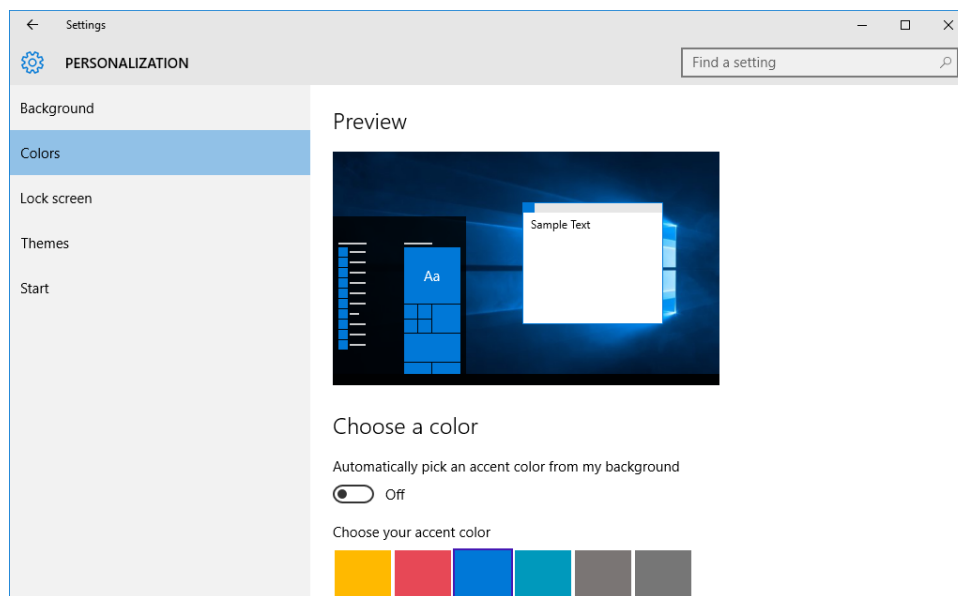 Settings
PERSONALIZATION
Find a setting
Background
Colors
Lock screen
Themes
Start
Preview
Sample Text
Aa
Choose a color
Automatically pick an accent color from my background
Off
Choose your accent color